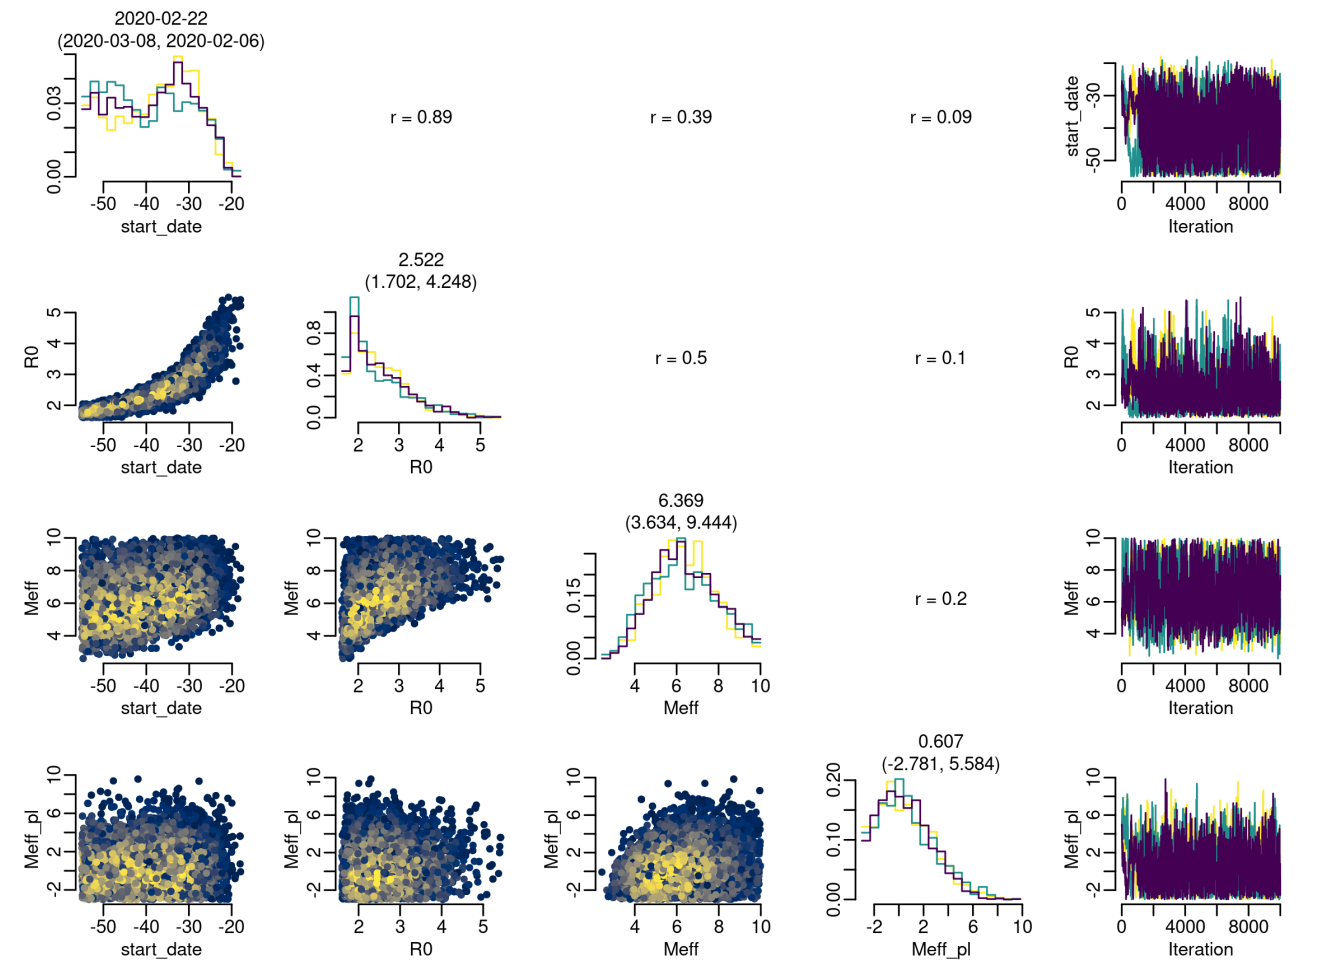 2020-02-22
(2020-03-08, 2020-02-06)
0.00 0.03
-50 -40 -30 -20
start_date
r = 0.89
r = 0.39
r = 0.09
start_date
-50 -30
0 4000 8000
Iteration
R0
2 3 4 5
-50 -40 -30 -20
start_date
2.522
(1.702, 4.248)
0.0 0.4 0.8
2 3 4 5
R0
r = 0.5
r = 0.1
R0
2 3 4 5
0 4000 8000
Iteration
Meff
4 6 8 10
-50 -40 -30 -20
start_date
Meff
4 6 8 10
2 3 4 5
R0
6.369
(3.634, 9.444)
0.00 0.15
4 6 8 10
Meff
r = 0.2
Meff
4 6 8 10
0 4000 8000
Iteration
Meff_pl
-2 2 6 10
-50 -40 -30 -20
start_date
Meff_pl
-2 2 6 10
2 3 4 5
R0
Meff_pl
-2 2 6 10
4 6 8 10
Meff
0.607
(-2.781, 5.584)
0.00 0.10 0.20
-2 2 6 10
Meff_pl
Meff_pl
-2 2 6 10
0 4000 8000
Iteration